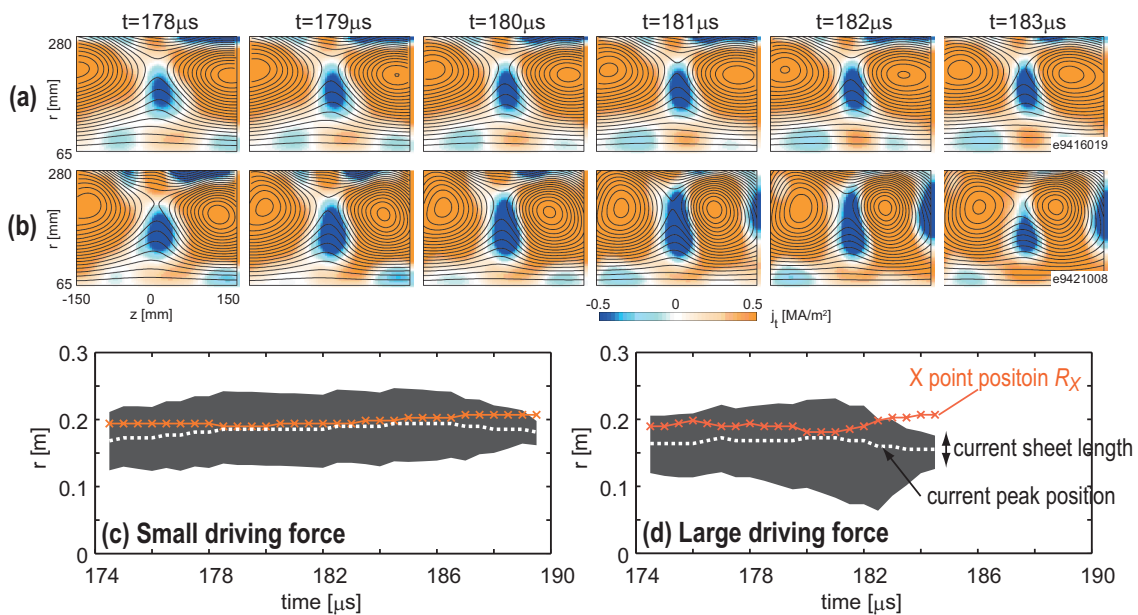 t=178μs t=179μs t=180μs t=181μs t=182μs t=183μs
(a)
280
r [mm]
65
e9416019
(b)
280
r [mm]
65
e9421008
-150 0 150
z [mm]
-0.5 0 0.5
jt [MA/m²]
0.3
0.2
0.1
0
r [m]
(c) Small driving force
174 178 182 186 190
time [μs]
0.3
0.2
0.1
0
r [m]
X point positoin RX
current sheet length
current peak position
(d) Large driving force
174 178 182 186 190
time [μs]